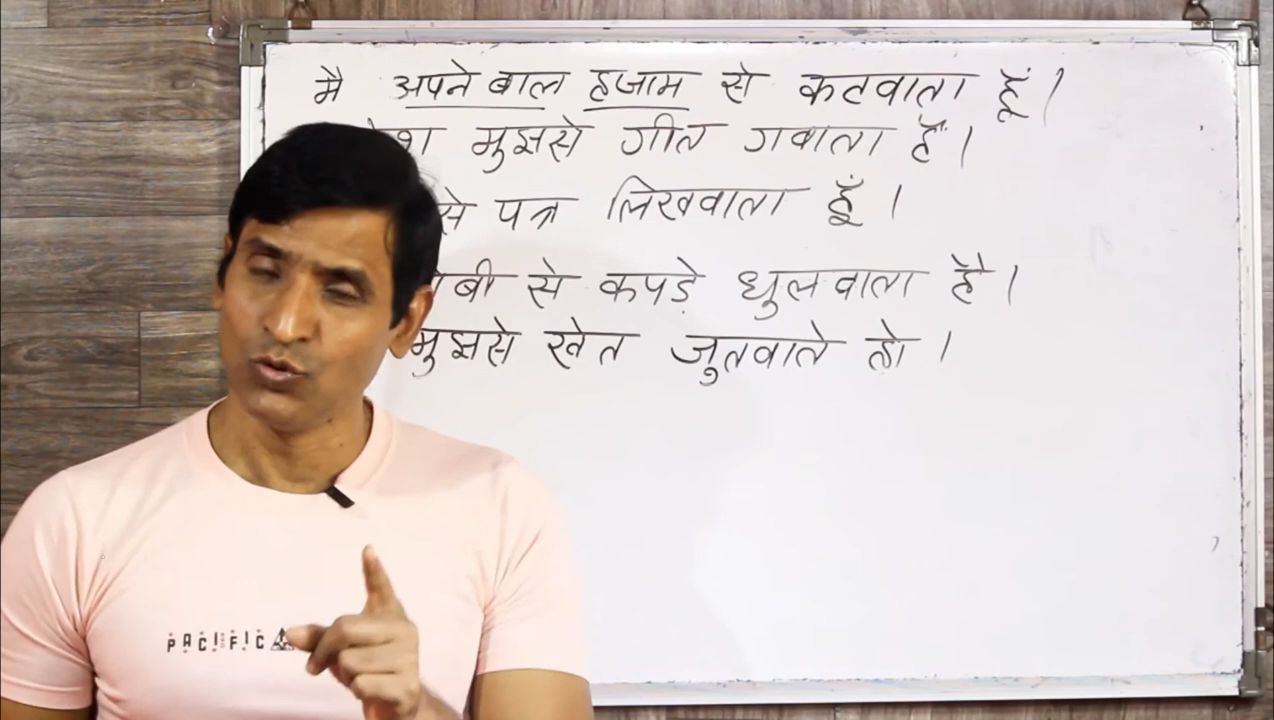 मै अपने बाल हजाम से कटवाता हूँ।
मुझसे गीत गवाता है।
से पत्र लिखवाता हूँ।
से कपड़े धुलवाता है।
मुझसे खेत जुतवाते हो।
PACIFIC